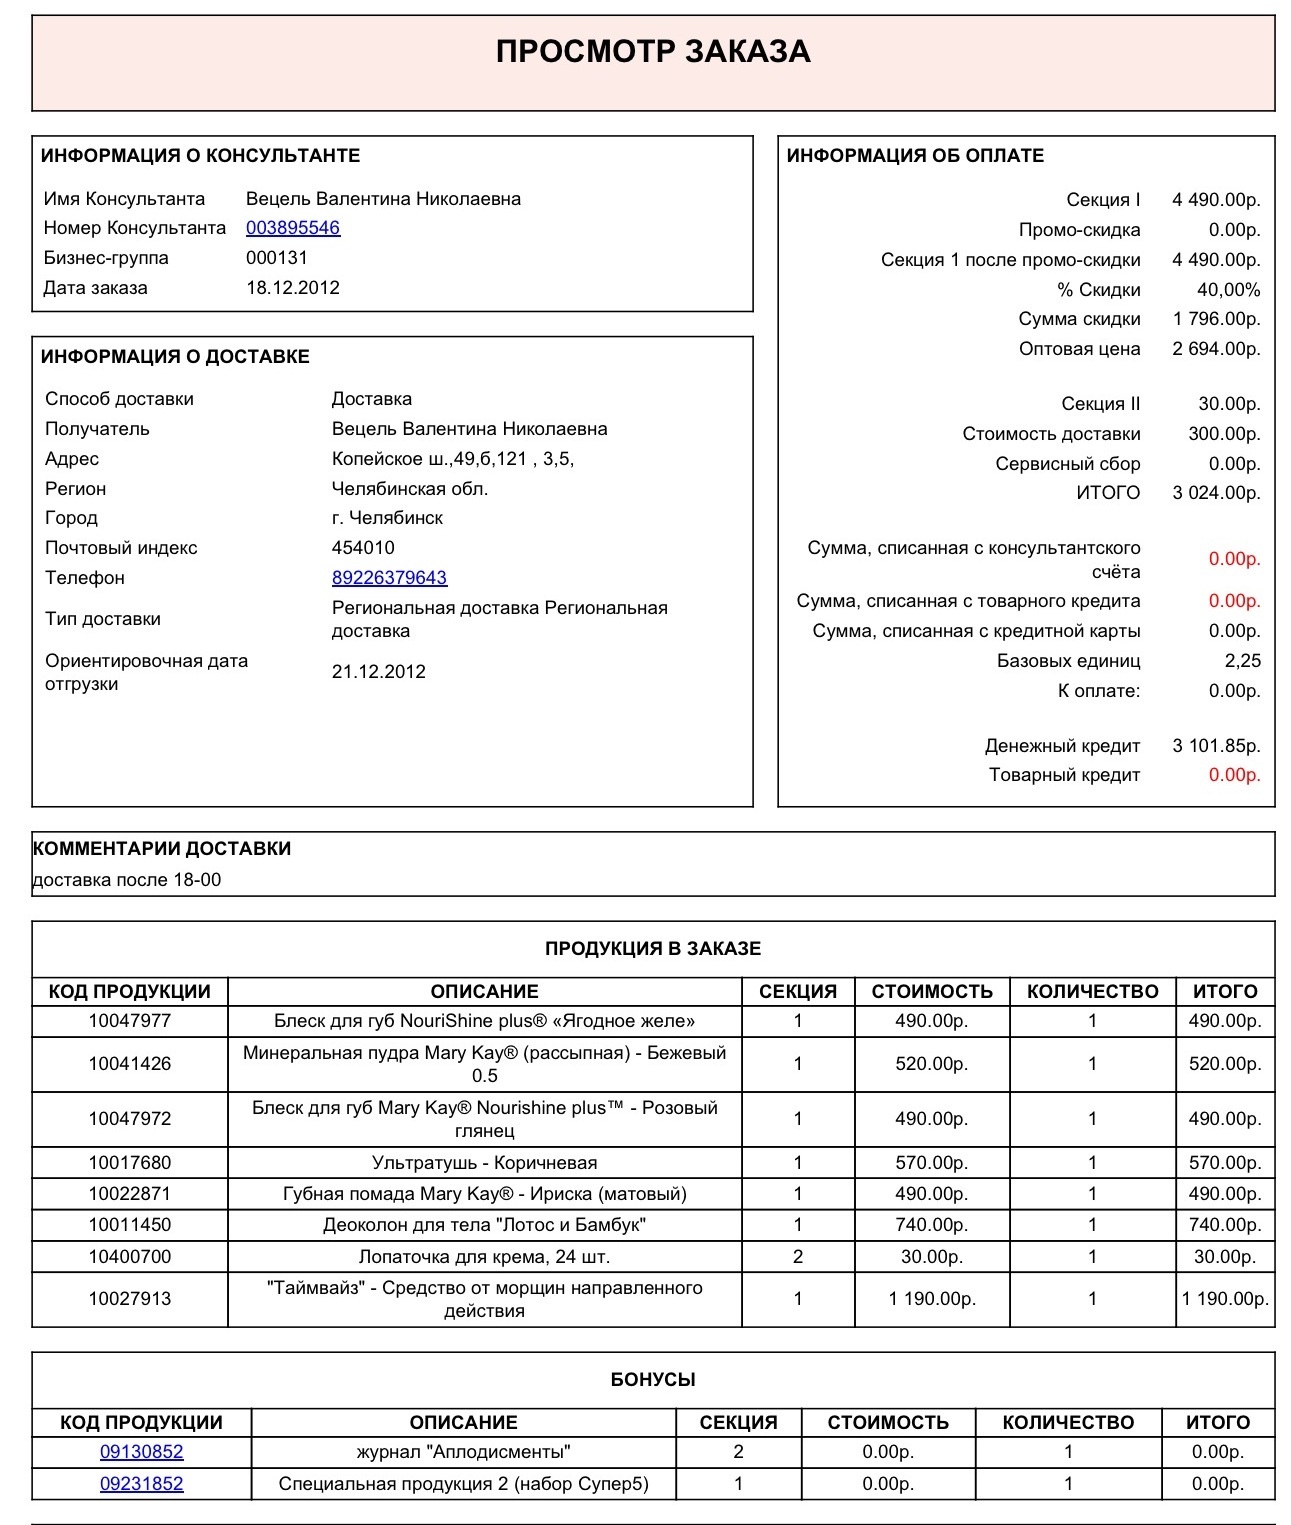 ПРОСМОТР ЗАКАЗА
ИНФОРМАЦИЯ О КОНСУЛЬТАНТЕ
Имя Консультанта Вецель Валентина Николаевна
Номер Консультанта 003895546
Бизнес-группа 000131
Дата заказа 18.12.2012
ИНФОРМАЦИЯ О ДОСТАВКЕ
Способ доставки Доставка
Получатель Вецель Валентина Николаевна
Адрес Копейское ш.,49,б,121 , 3,5,
Регион Челябинская обл.
Город г. Челябинск
Почтовый индекс 454010
Телефон 89226379643
Тип доставки Региональная доставка Региональная
доставка
Ориентировочная дата
отгрузки 21.12.2012
ИНФОРМАЦИЯ ОБ ОПЛАТЕ
Секция I 4 490.00р.
Промо-скидка 0.00р.
Секция 1 после промо-скидки 4 490.00р.
% Скидки 40,00%
Сумма скидки 1 796.00р.
Оптовая цена 2 694.00р.
Секция II 30.00р.
Стоимость доставки 300.00р.
Сервисный сбор 0.00р.
ИТОГО 3 024.00р.
Сумма, списанная с консультантского
счёта 0.00р.
Сумма, списанная с товарного кредита 0.00р.
Сумма, списанная с кредитной карты 0.00р.
Базовых единиц 2,25
К оплате: 0.00р.
Денежный кредит 3 101.85р.
Товарный кредит 0.00р.
КОММЕНТАРИИ ДОСТАВКИ
доставка после 18-00
ПРОДУКЦИЯ В ЗАКАЗЕ
КОД ПРОДУКЦИИ ОПИСАНИЕ СЕКЦИЯ СТОИМОСТЬ КОЛИЧЕСТВО ИТОГО
10047977 Блеск для губ NouriShine plus® «Ягодное желе» 1 490.00р. 1 490.00р.
10041426 Минеральная пудра Mary Kay® (рассыпная) - Бежевый
0.5 1 520.00р. 1 520.00р.
10047972 Блеск для губ Mary Kay® Nourishine plus™ - Розовый
глянец 1 490.00р. 1 490.00р.
10017680 Ультратушь - Коричневая 1 570.00р. 1 570.00р.
10022871 Губная помада Mary Kay® - Ириска (матовый) 1 490.00р. 1 490.00р.
10011450 Деоколон для тела "Лотос и Бамбук" 1 740.00р. 1 740.00р.
10400700 Лопаточка для крема, 24 шт. 2 30.00р. 1 30.00р.
10027913 "Таймвайз" - Средство от морщин направленного
действия 1 1 190.00р. 1 1 190.00р.
БОНУСЫ
КОД ПРОДУКЦИИ ОПИСАНИЕ СЕКЦИЯ СТОИМОСТЬ КОЛИЧЕСТВО ИТОГО
09130852 журнал "Аплодисменты" 2 0.00р. 1 0.00р.
09231852 Специальная продукция 2 (набор Супер5) 1 0.00р. 1 0.00р.